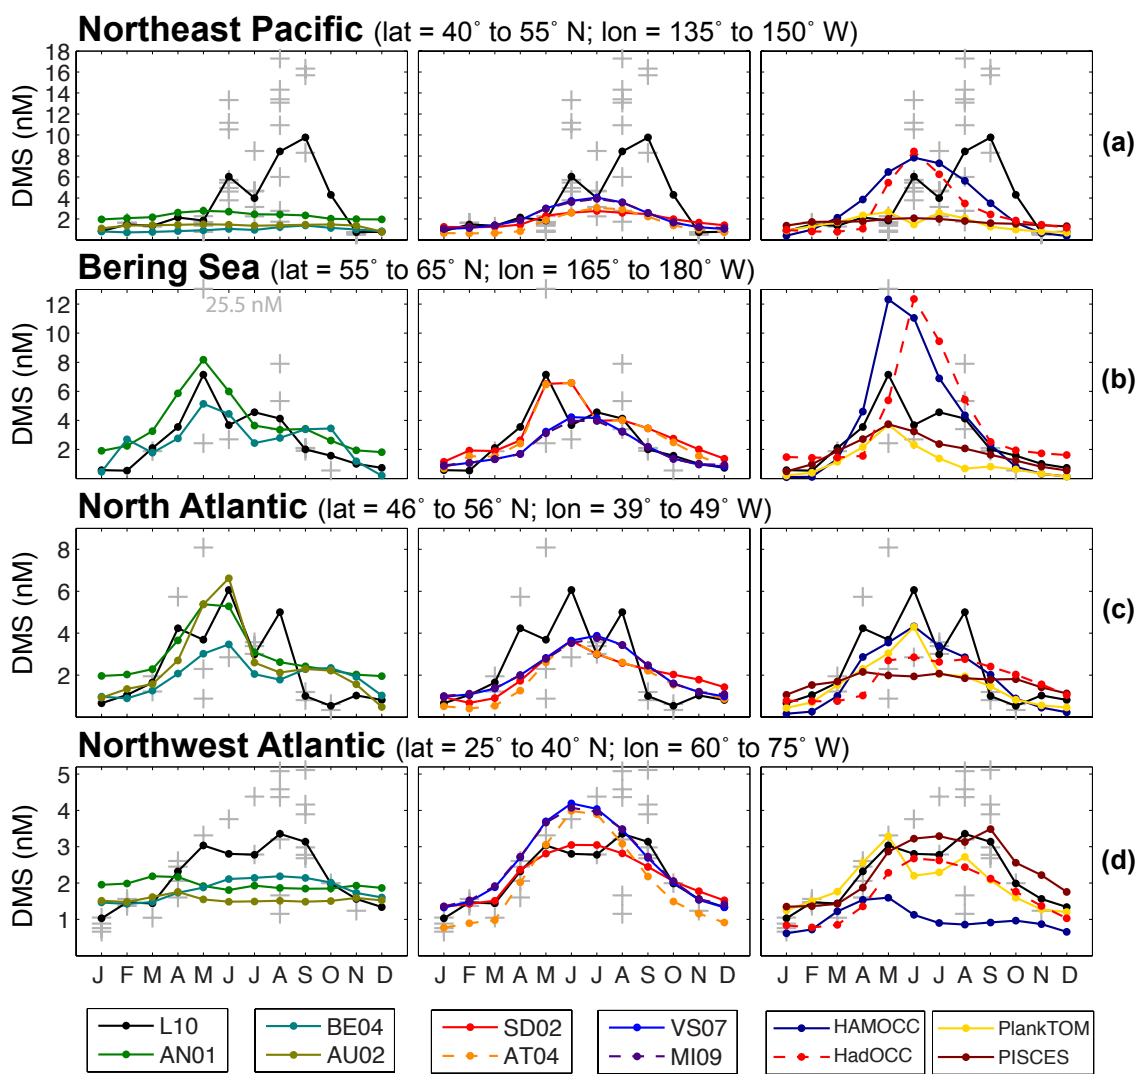 Northeast Pacific (lat = 40˚ to 55˚ N; lon = 135˚ to 150˚ W)
18
16
14
12
10
8
6
4
2
DMS (nM)
(a)
Bering Sea (lat = 55˚ to 65˚ N; lon = 165˚ to 180˚ W)
25.5 nM
12
10
8
6
4
2
DMS (nM)
(b)
North Atlantic (lat = 46˚ to 56˚ N; lon = 39˚ to 49˚ W)
8
6
4
2
DMS (nM)
(c)
Northwest Atlantic (lat = 25˚ to 40˚ N; lon = 60˚ to 75˚ W)
5
4
3
2
1
DMS (nM)
(d)
J F M A M J J A S O N D
J F M A M J J A S O N D
J F M A M J J A S O N D
L10
AN01
BE04
AU02
SD02
AT04
VS07
MI09
HAMOCC
HadOCC
PlankTOM
PISCES